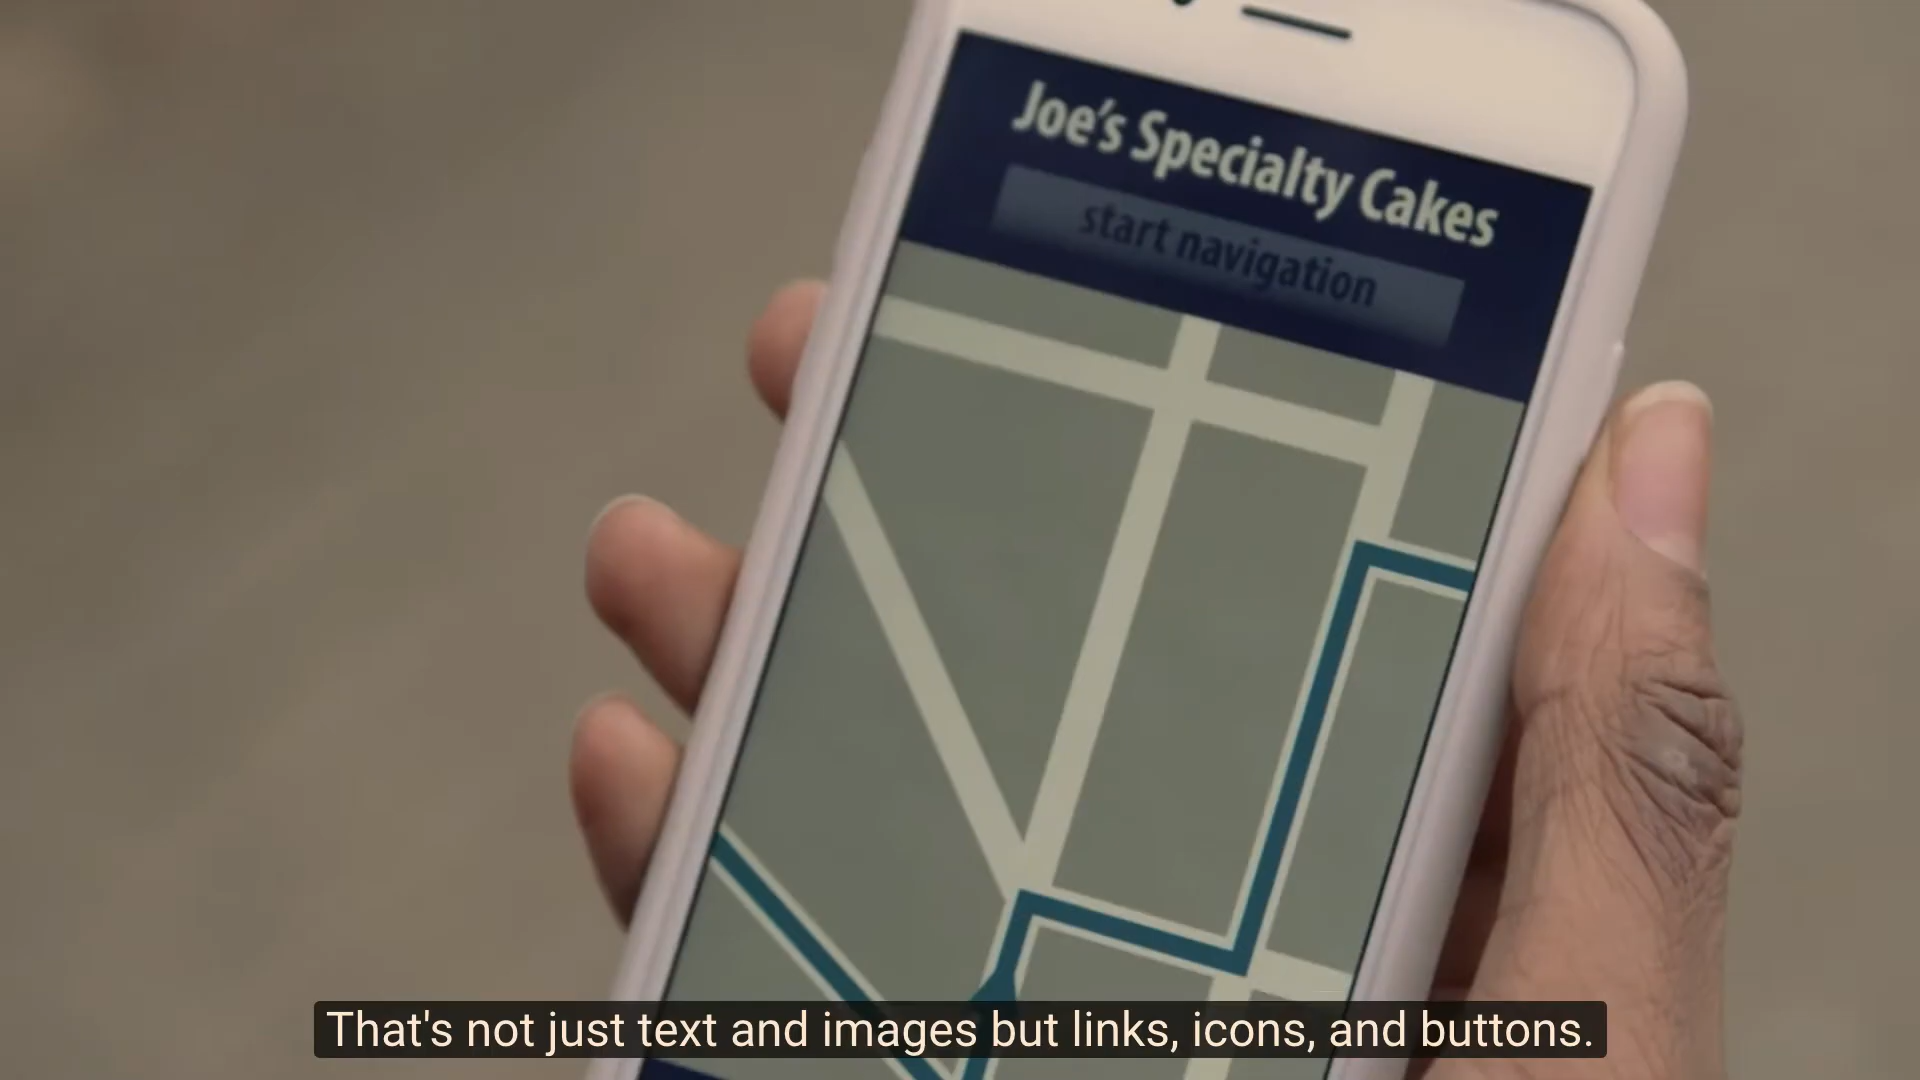 Joe's Specialty Cakes
start navigation
That's not just text and images but links, icons, and buttons.